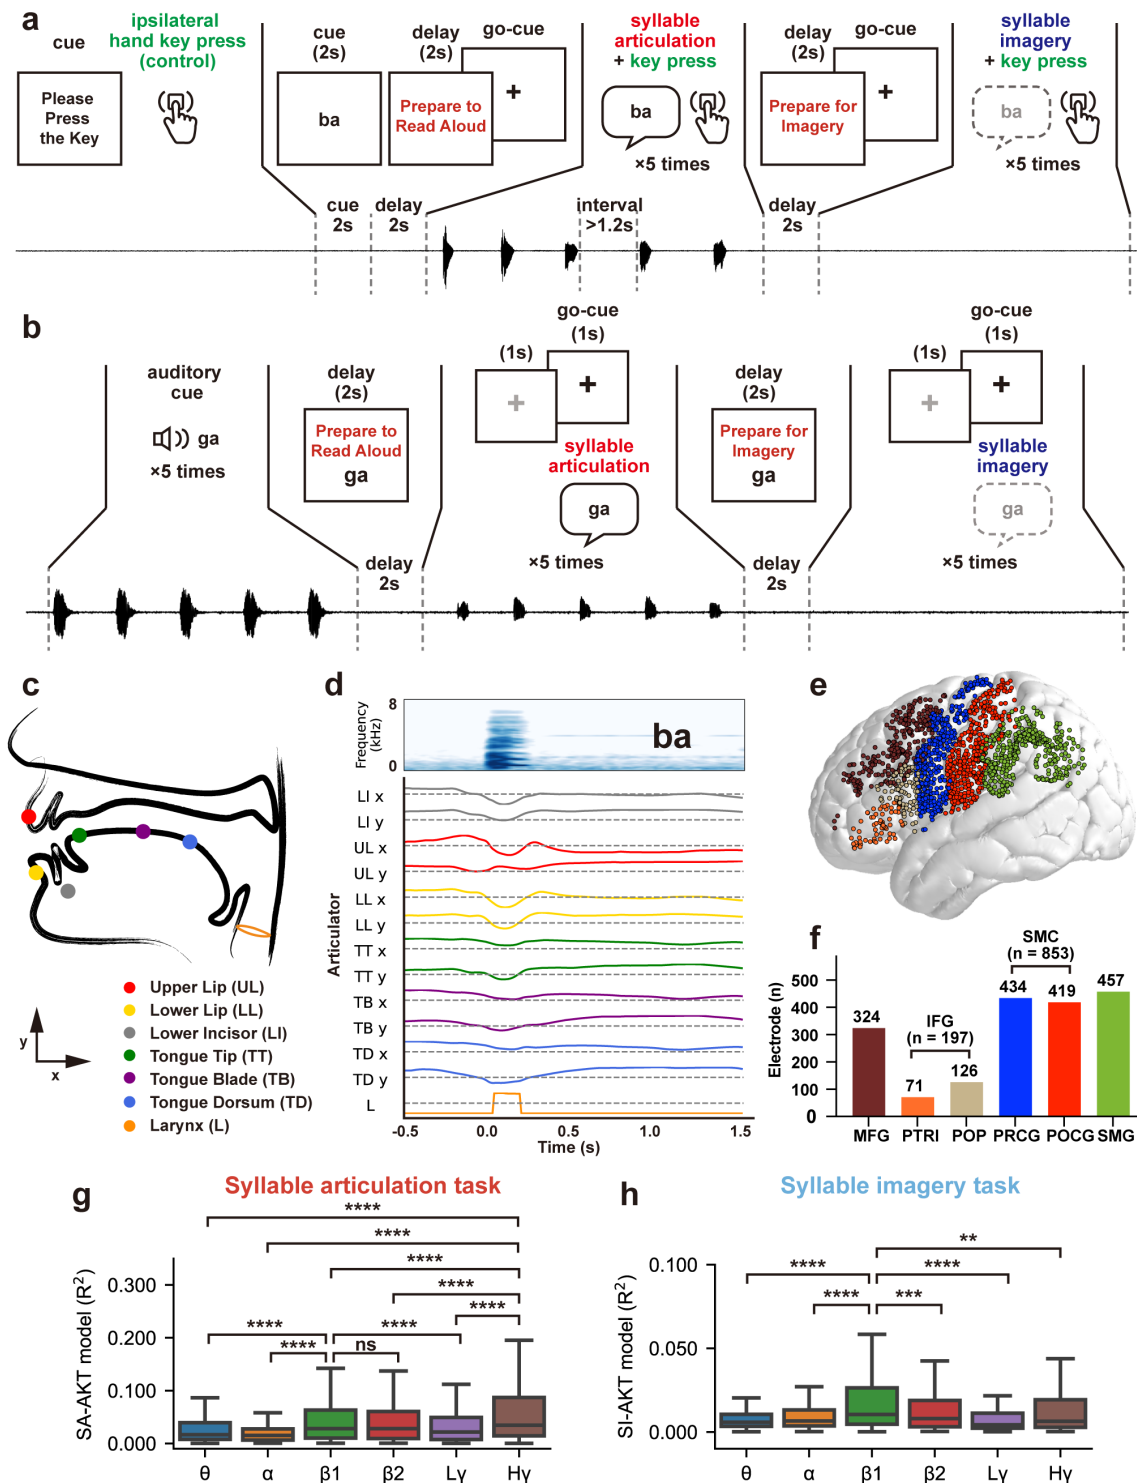 a
cue
ipsilateral
hand key press
(control)
cue
(2s)
delay
(2s)
go-cue
syllable
articulation
+ key press
delay
(2s)
go-cue
syllable
imagery
+ key press
Please
Press
the Key
ba
Prepare to
Read Aloud
+
ba
×5 times
Prepare for
Imagery
+
ba
×5 times
cue
2s
delay
2s
interval
>1.2s
delay
2s
b
auditory
cue
ga
×5 times
delay
(2s)
Prepare to
Read Aloud
ga
(1s)
+
go-cue
(1s)
+
syllable
articulation
ga
×5 times
delay
(2s)
Prepare for
Imagery
ga
(1s)
+
go-cue
(1s)
+
syllable
imagery
ga
×5 times
delay
2s
delay
2s
c
Upper Lip (UL)
Lower Lip (LL)
Lower Incisor (LI)
Tongue Tip (TT)
Tongue Blade (TB)
Tongue Dorsum (TD)
Larynx (L)
y
x
d
Frequency
(kHz)
8
0
ba
Articulator
LI x
LI y
UL x
UL y
LL x
LL y
TT x
TT y
TB x
TB y
TD x
TD y
L
-0.5 0.0 0.5 1.0 1.5
Time (s)
e
f
Electrode (n)
500
400
300
200
100
0
324
IFG
(n = 197)
71
126
SMC
(n = 853)
434
419
457
MFG PTRI POP PRCG POCG SMG
g
Syllable articulation task
SA-AKT model (R²)
0.300
0.200
0.100
0.000
****
****
****
****
****
****
****
****
ns
θ α β1 β2 Lγ Hγ
h
Syllable imagery task
SI-AKT model (R²)
0.100
0.050
0.000
**
****
****
****
***
θ α β1 β2 Lγ Hγ